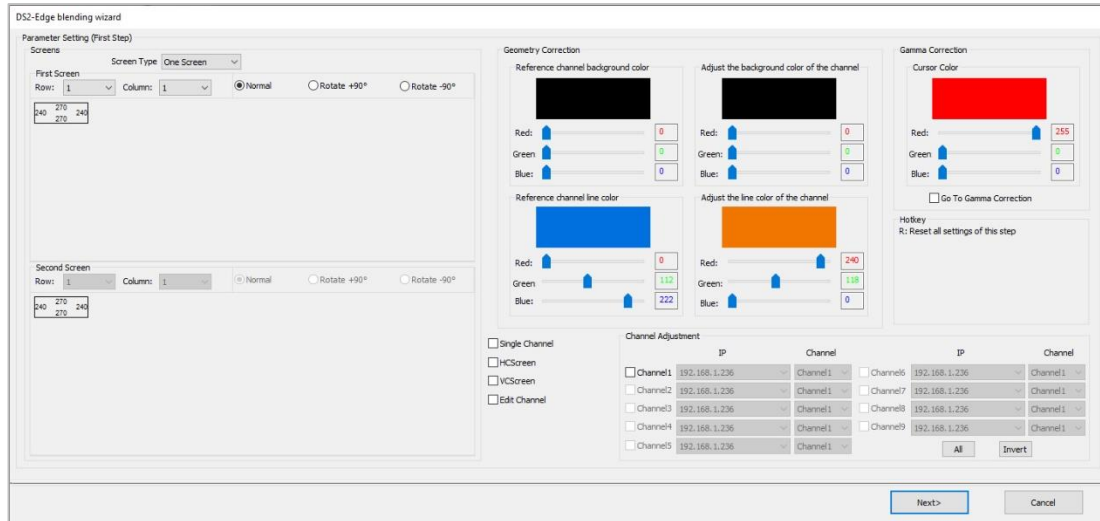 DS2-Edge blending wizard
Parameter Setting (First Step)
Screens
Screen Type One Screen
First Screen
Row: 1 Column: 1 Normal Rotate +90° Rotate -90°
240 270 240
270
Second Screen
Row: 1 Column: 1 Normal Rotate +90° Rotate -90°
240 270 240
270
Geometry Correction
Reference channel background color
Red: 0
Green 0
Blue: 0
Adjust the background color of the channel
Red: 0
Green: 0
Blue: 0
Reference channel line color
Red: 0
Green 112
Blue: 222
Adjust the line color of the channel
Red: 240
Green: 118
Blue: 0
Gamma Correction
Cursor Color
Red: 255
Green 0
Blue: 0
Go To Gamma Correction
Hotkey
R: Reset all settings of this step
Single Channel
HCScreen
VCScreen
Edit Channel
Channel Adjustment
IP Channel IP Channel
Channel1 192.168.1.236 Channel1 Channel6 192.168.1.236 Channel1
Channel2 192.168.1.236 Channel1 Channel7 192.168.1.236 Channel1
Channel3 192.168.1.236 Channel1 Channel8 192.168.1.236 Channel1
Channel4 192.168.1.236 Channel1 Channel9 192.168.1.236 Channel1
Channel5 192.168.1.236 Channel1 All Invert
Next> Cancel